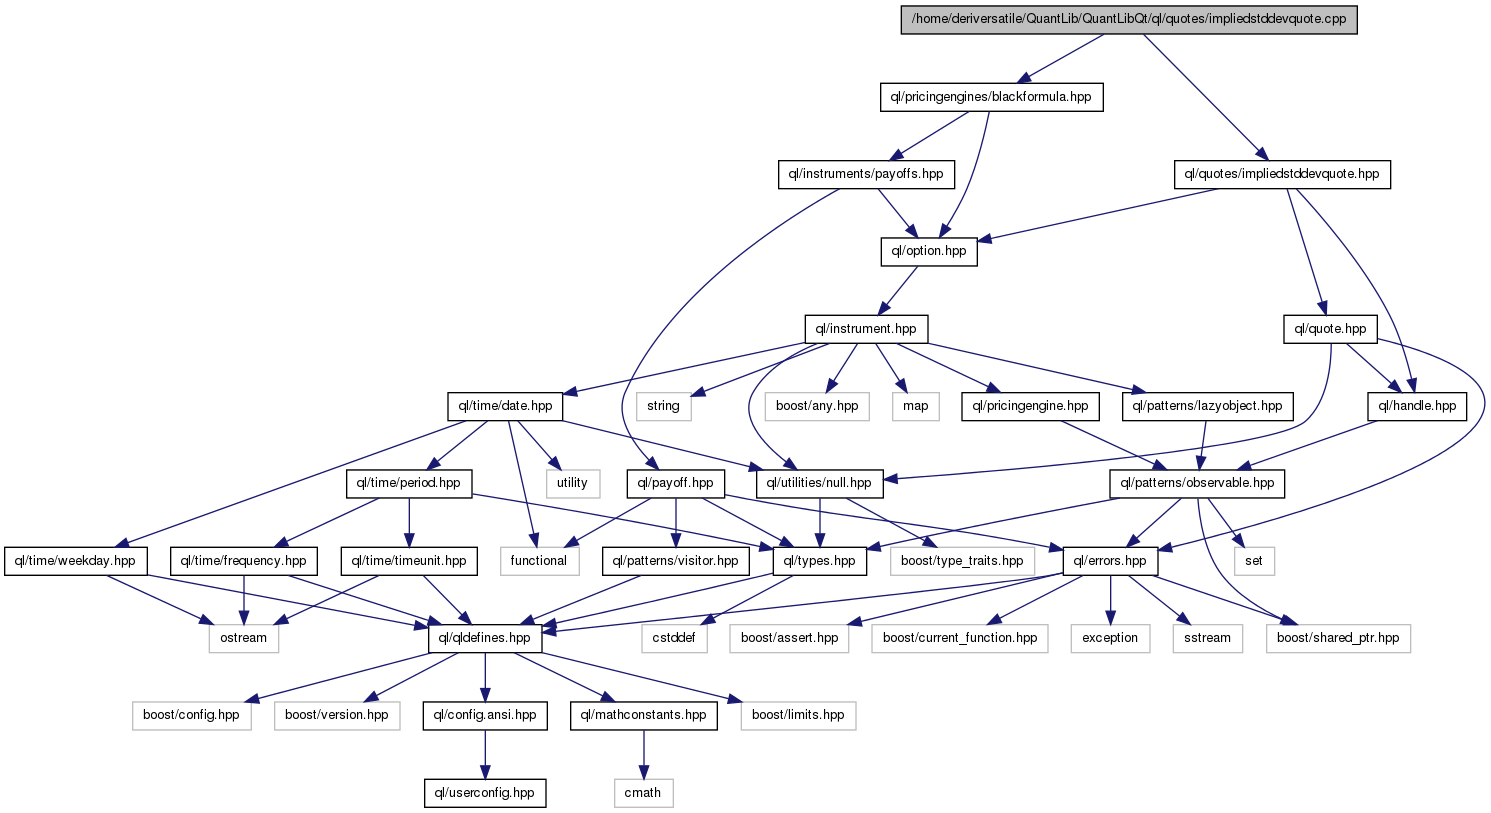 /home/deriversatile/QuantLib/QuantLibQt/ql/quotes/impliedstddevquote.cpp
ql/pricingengines/blackformula.hpp
ql/instruments/payoffs.hpp
ql/quotes/impliedstddevquote.hpp
ql/option.hpp
ql/instrument.hpp
ql/quote.hpp
ql/time/date.hpp
string
boost/any.hpp
map
ql/pricingengine.hpp
ql/patterns/lazyobject.hpp
ql/handle.hpp
ql/time/period.hpp
utility
ql/payoff.hpp
ql/utilities/null.hpp
ql/patterns/observable.hpp
ql/time/weekday.hpp
ql/time/frequency.hpp
ql/time/timeunit.hpp
functional
ql/patterns/visitor.hpp
ql/types.hpp
boost/type_traits.hpp
ql/errors.hpp
set
ostream
ql/qldefines.hpp
cstddef
boost/assert.hpp
boost/current_function.hpp
exception
sstream
boost/shared_ptr.hpp
boost/config.hpp
boost/version.hpp
ql/config.ansi.hpp
ql/mathconstants.hpp
boost/limits.hpp
ql/userconfig.hpp
cmath